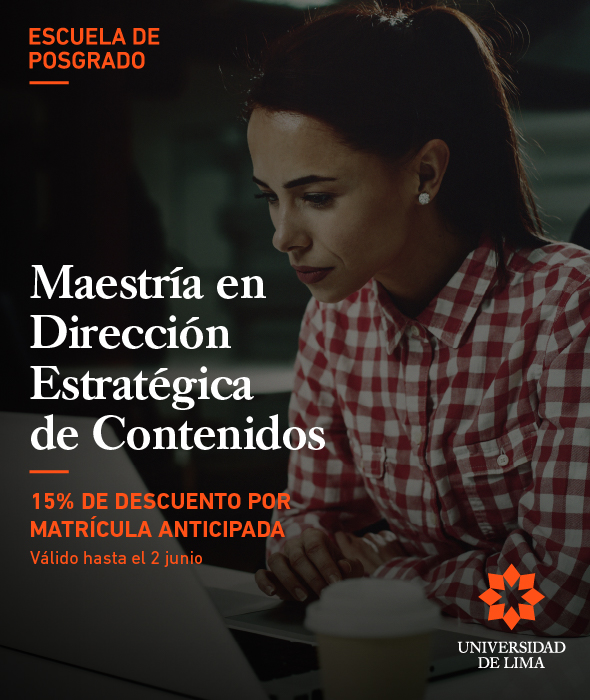 ESCUELA DE
POSGRADO
Maestría en
Dirección
Estratégica
de Contenidos
15% DE DESCUENTO POR
MATRÍCULA ANTICIPADA
Válido hasta el 2 junio
UNIVERSIDAD
DE LIMA